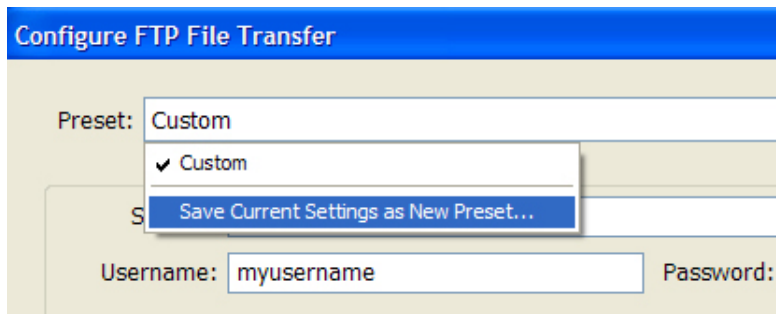 Configure FTP File Transfer
Preset: Custom
Custom
Save Current Settings as New Preset...
Username: myusername Password: